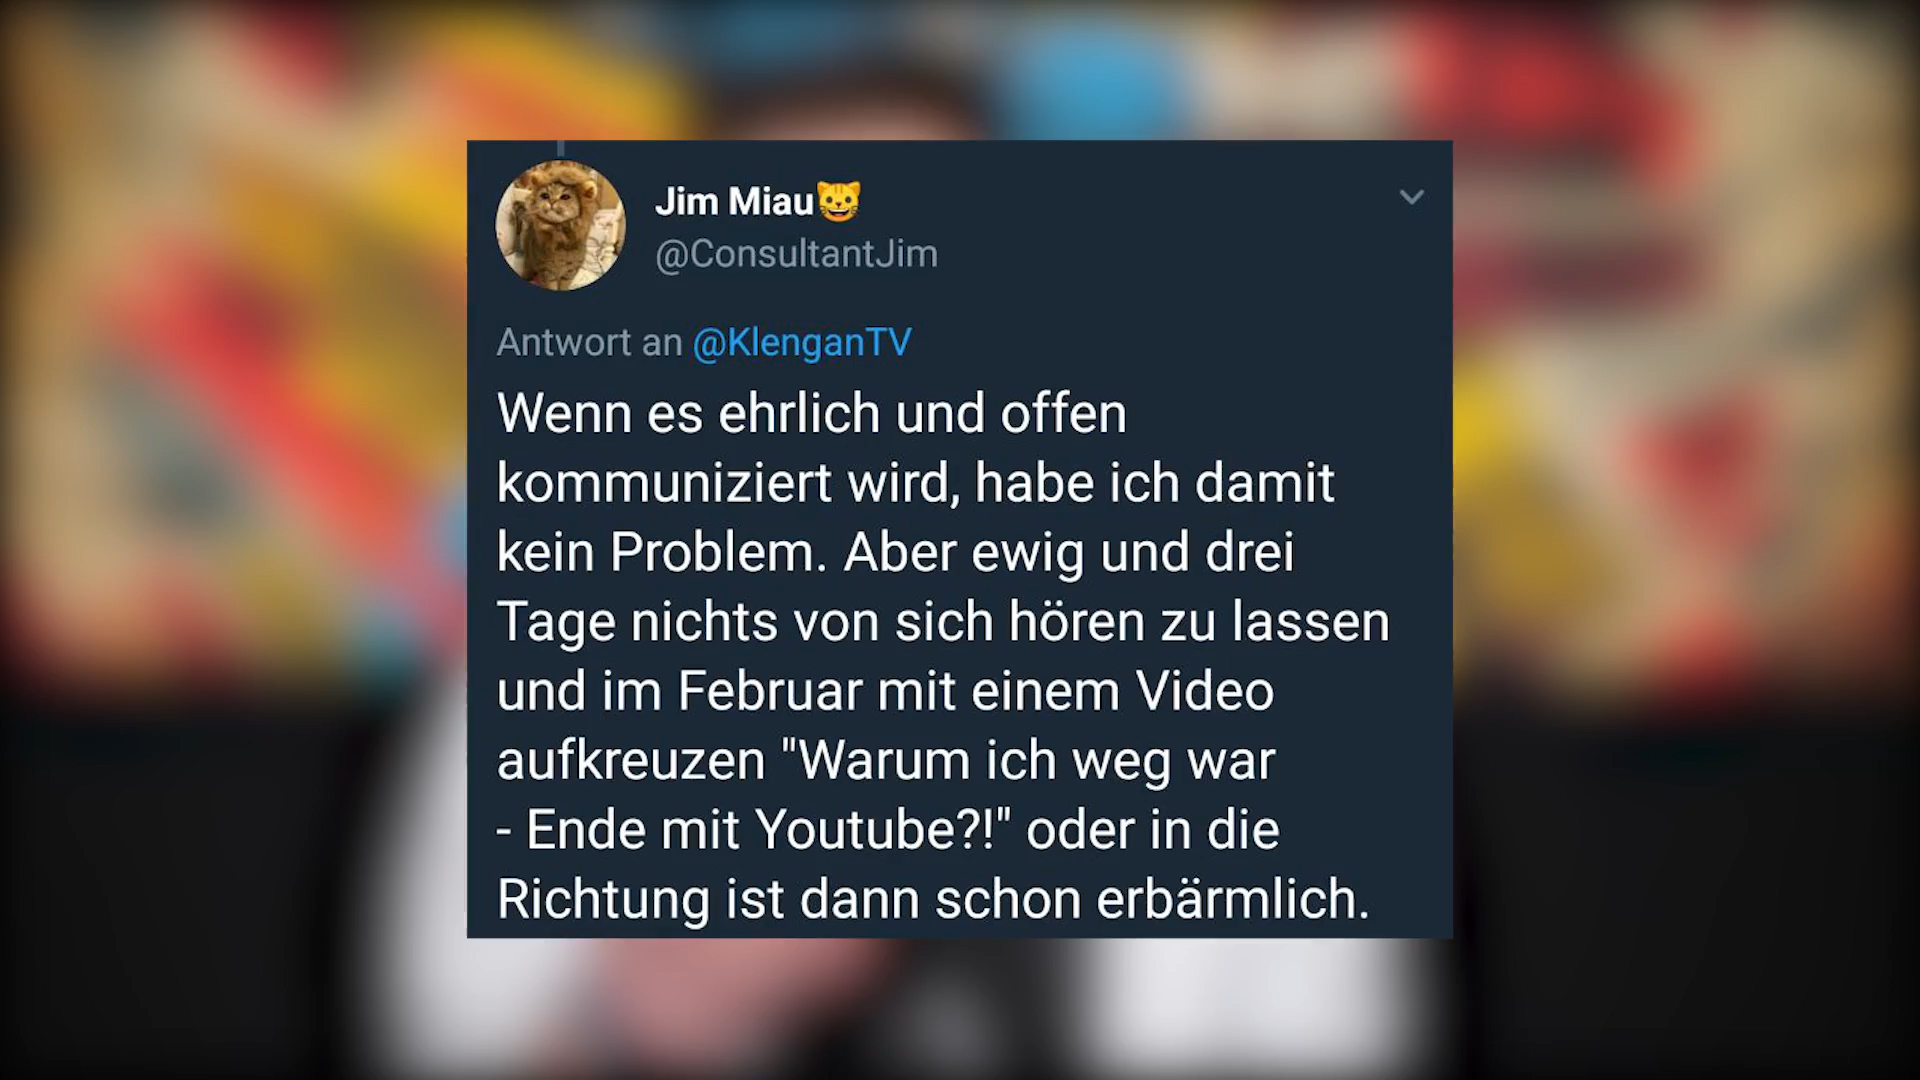 Jim Miau😺
@ConsultantJim
Antwort an @KlenganTV
Wenn es ehrlich und offen
kommuniziert wird, habe ich damit
kein Problem. Aber ewig und drei
Tage nichts von sich hören zu lassen
und im Februar mit einem Video
aufkreuzen "Warum ich weg war
- Ende mit Youtube?!" oder in die
Richtung ist dann schon erbärmlich.